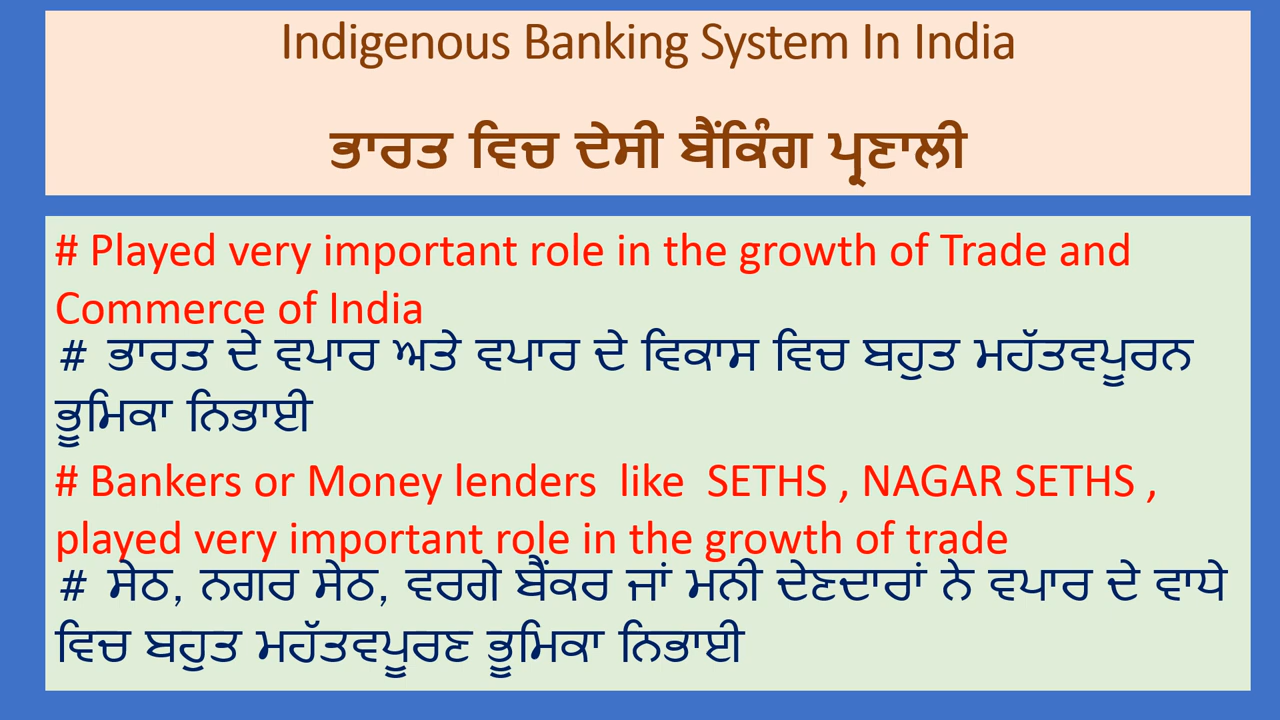 Indigenous Banking System In India
ਭਾਰਤ ਵਿਚ ਦੇਸੀ ਬੈਂਕਿੰਗ ਪ੍ਰਣਾਲੀ
# Played very important role in the growth of Trade and
Commerce of India
# ਭਾਰਤ ਦੇ ਵਪਾਰ ਅਤੇ ਵਪਾਰ ਦੇ ਵਿਕਾਸ ਵਿਚ ਬਹੁਤ ਮਹੱਤਵਪੂਰਨ
ਭੂਮਿਕਾ ਨਿਭਾਈ
# Bankers or Money lenders like SETHS , NAGAR SETHS ,
played very important role in the growth of trade
# ਸੇਠ, ਨਗਰ ਸੇਠ, ਵਰਗੇ ਬੈਂਕਰ ਜਾਂ ਮਨੀ ਦੇਣਦਾਰਾਂ ਨੇ ਵਪਾਰ ਦੇ ਵਾਧੇ
ਵਿਚ ਬਹੁਤ ਮਹੱਤਵਪੂਰਣ ਭੂਮਿਕਾ ਨਿਭਾਈ